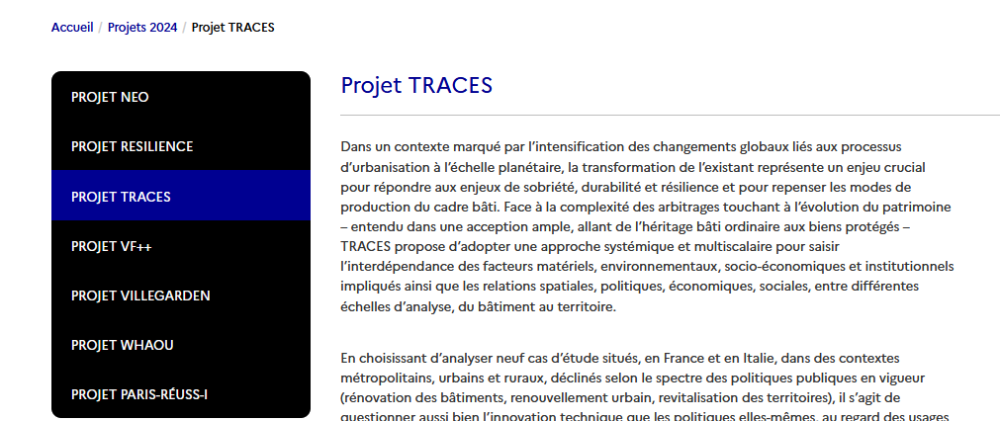 Accueil / Projets 2024 / Projet TRACES
PROJET NEO
PROJET RESILIENCE
PROJET TRACES
PROJET VF++
PROJET VILLEGARDEN
PROJET WHAOU
PROJET PARIS-RÉUSS-I
Projet TRACES
Dans un contexte marqué par l’intensification des changements globaux liés aux processus
d’urbanisation à l’échelle planétaire, la transformation de l’existant représente un enjeu crucial
pour répondre aux enjeux de sobriété, durabilité et résilience et pour repenser les modes de
production du cadre bâti. Face à la complexité des arbitrages touchant à l’évolution du patrimoine
– entendu dans une acception ample, allant de l’héritage bâti ordinaire aux biens protégés –
TRACES propose d’adopter une approche systémique et multiscalaire pour saisir
l’interdépendance des facteurs matériels, environnementaux, socio-économiques et institutionnels
impliqués ainsi que les relations spatiales, politiques, économiques, sociales, entre différentes
échelles d’analyse, du bâtiment au territoire.
En choisissant d’analyser neuf cas d’étude situés, en France et en Italie, dans des contextes
métropolitains, urbains et ruraux, déclinés selon le spectre des politiques publiques en vigueur
(rénovation des bâtiments, renouvellement urbain, revitalisation des territoires), il s’agit de
questionner aussi bien l’innovation technique que les politiques elles-mêmes, au regard des usages